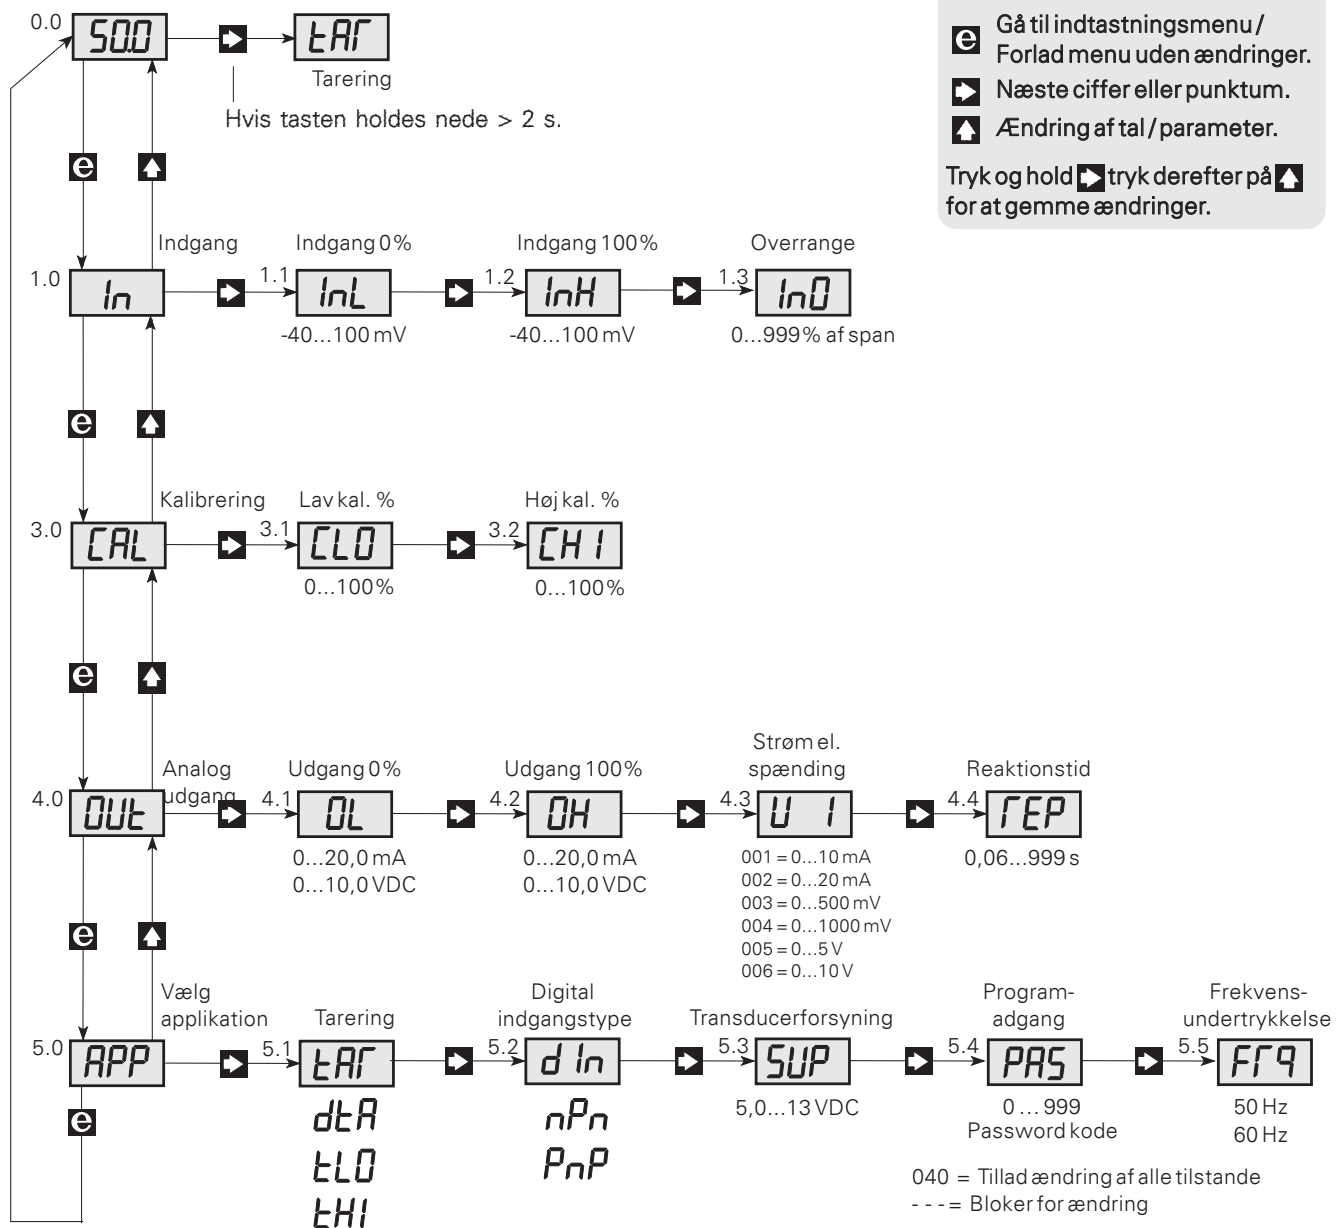 0.0
50.0
tAr
Tarering
Hvis tasten holdes nede > 2 s.
e Gå til indtastningsmenu /
Forlad menu uden ændringer.
Næste ciffer eller punktum.
Ændring af tal / parameter.
Tryk og hold tryk derefter på
for at gemme ændringer.
e
Indgang
Indgang 0%
Indgang 100%
Overrange
1.0
In
1.1
InL
1.2
InH
1.3
InO
-40...100 mV
-40...100 mV
0...999% af span
e
Kalibrering
Lav kal. %
Høj kal. %
3.0
CAL
3.1
CLO
3.2
CHI
0...100%
0...100%
e
Analog
udgang
Udgang 0%
Udgang 100%
Strøm el.
spænding
Reaktionstid
4.0
OUt
4.1
OL
4.2
OH
4.3
U I
4.4
rEP
0...20,0 mA
0...10,0 VDC
0...20,0 mA
0...10,0 VDC
001 = 0...10 mA
002 = 0...20 mA
003 = 0...500 mV
004 = 0...1000 mV
005 = 0...5 V
006 = 0...10 V
0,06...999 s
e
Vælg
applikation
Tarering
Digital
indgangstype
Transducerforsyning
Program-
adgang
Frekvens-
undertrykkelse
5.0
APP
5.1
tAr
5.2
dIn
5.3
SUP
5.4
PAS
5.5
Frq
e
dtA
tLO
tHI
nPn
PnP
5,0...13 VDC
0 ... 999
Password kode
50 Hz
60 Hz
040 = Tillad ændring af alle tilstande
- - - = Bloker for ændring